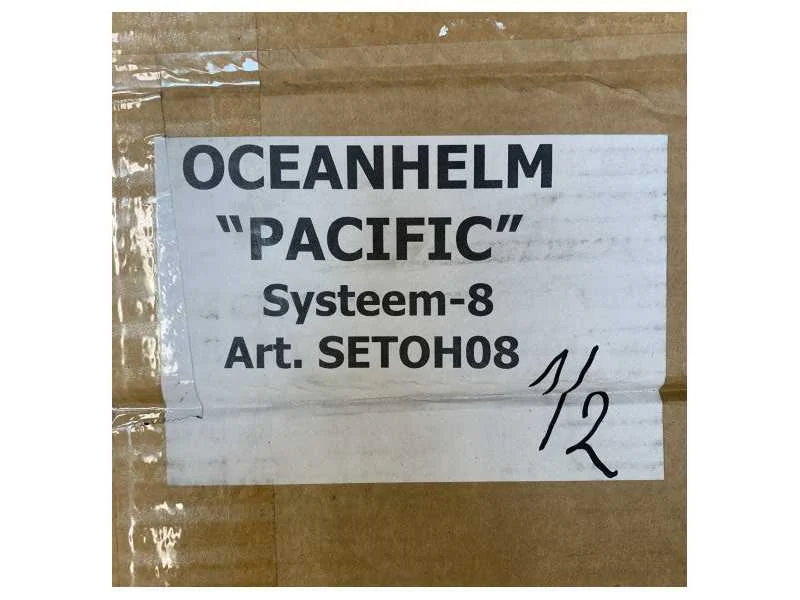 OCEANHELM
“PACIFIC”
Systeem-8
Art. SETOH08
1/2